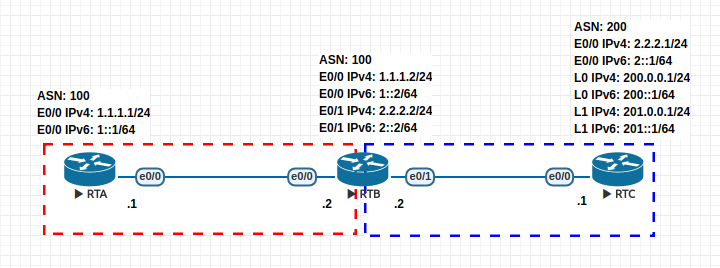 ASN: 200
E0/0 IPv4: 2.2.2.1/24
E0/0 IPv6: 2::1/64
L0 IPv4: 200.0.0.1/24
L0 IPv6: 200::1/64
L1 IPv4: 201.0.0.1/24
L1 IPv6: 201::1/64
ASN: 100
E0/0 IPv4: 1.1.1.2/24
E0/0 IPv6: 1::2/64
E0/1 IPv4: 2.2.2.2/24
E0/1 IPv6: 2::2/64
ASN: 100
E0/0 IPv4: 1.1.1.1/24
E0/0 IPv6: 1::1/64
e0/0
e0/0
e0/1
e0/0
RTA
RTB
RTC
.1
.2
.2
.1